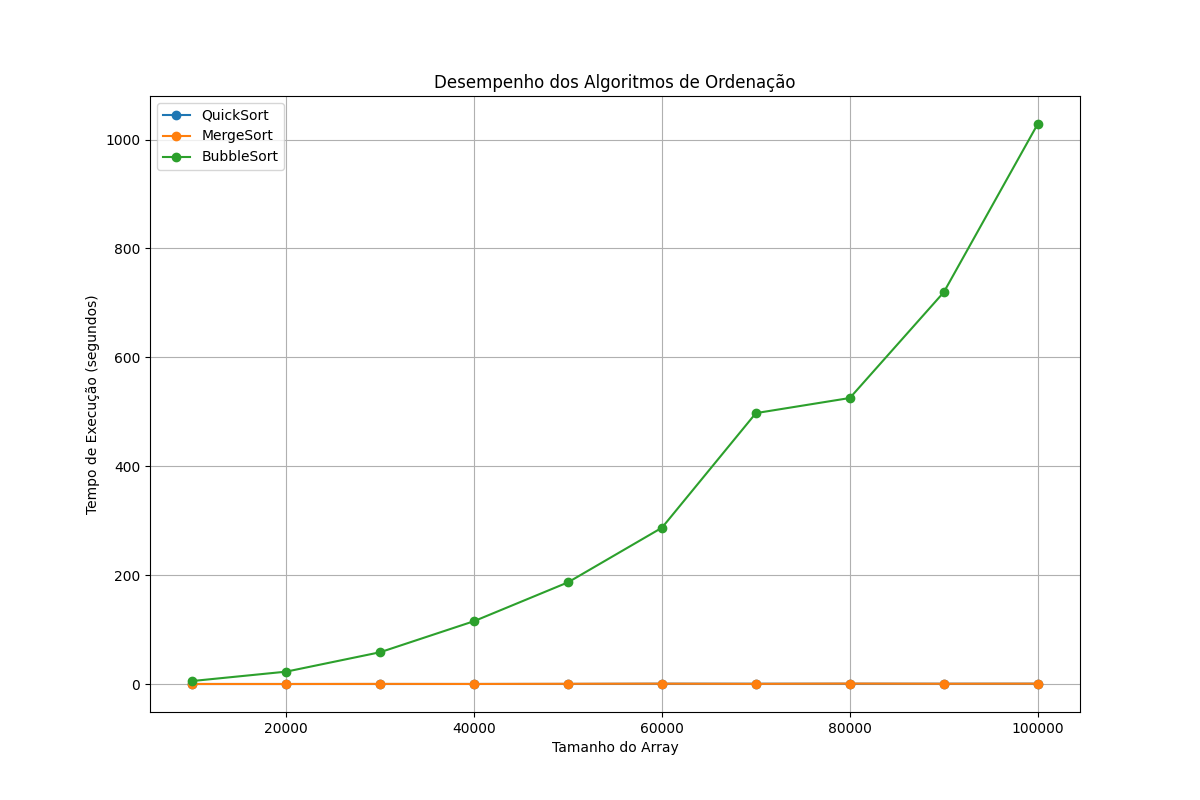 Desempenho dos Algoritmos de Ordenação
QuickSort
MergeSort
BubbleSort
1000
800
600
400
200
0
Tempo de Execução (segundos)
20000 40000 60000 80000 100000
Tamanho do Array